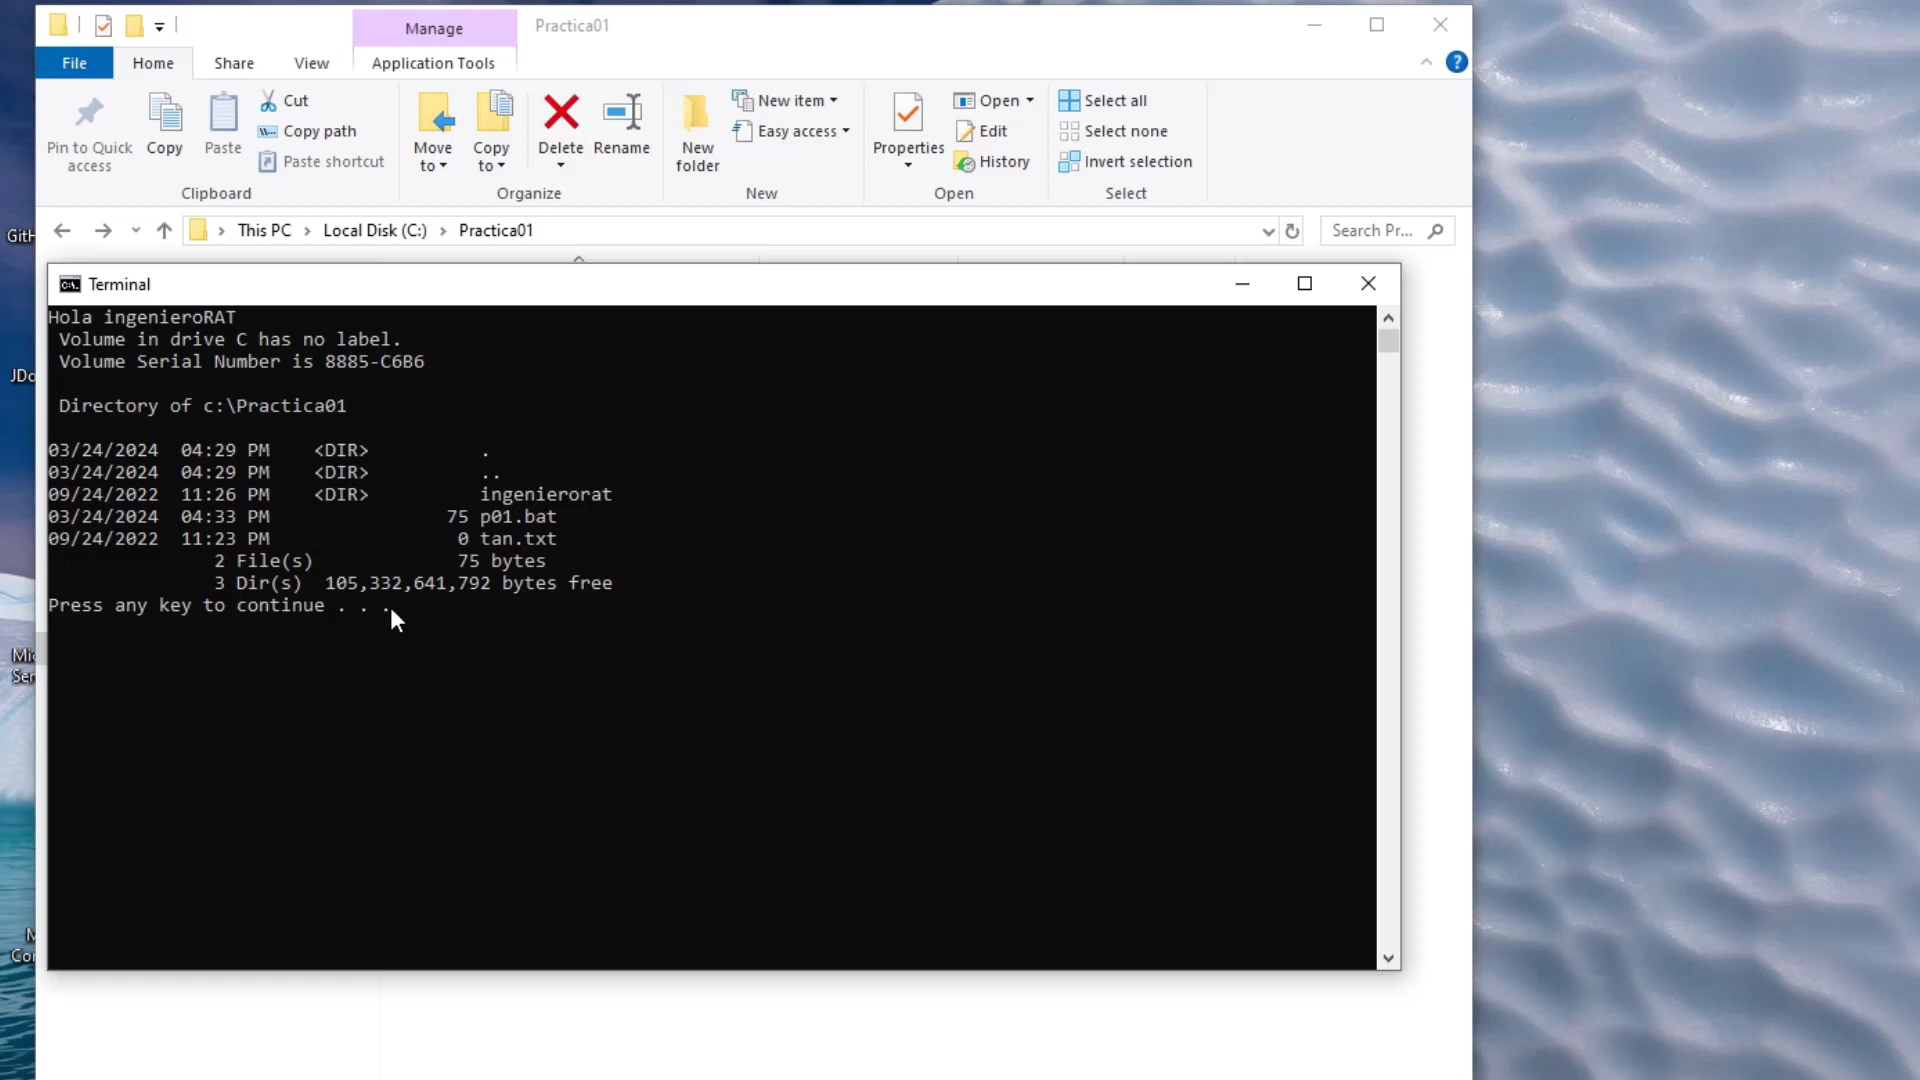 Manage
Practica01
File
Home
Share
View
Application Tools
Pin to Quick access
Copy
Paste
Cut
Copy path
Paste shortcut
Clipboard
Move to
Copy to
Delete
Rename
Organize
New folder
New item
Easy access
New
Properties
Open
Edit
History
Open
Select all
Select none
Invert selection
Select
This PC
Local Disk (C:)
Practica01
Search Pr...
Terminal
Hola ingenieroRAT
Volume in drive C has no label.
Volume Serial Number is 8885-C6B6
Directory of c:\Practica01
03/24/2024 04:29 PM <DIR> .
03/24/2024 04:29 PM <DIR> ..
09/24/2022 11:26 PM <DIR> ingenierorat
03/24/2024 04:33 PM 75 p01.bat
09/24/2022 11:23 PM 0 tan.txt
2 File(s) 75 bytes
3 Dir(s) 105,332,641,792 bytes free
Press any key to continue . . .